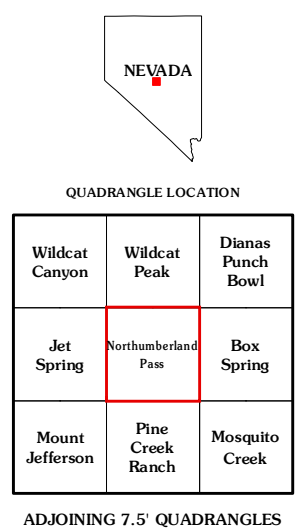 NEVADA
QUADRANGLE LOCATION
Wildcat
Canyon
Wildcat
Peak
Dianas
Punch
Bowl
Jet
Spring
Northumberland
Pass
Box
Spring
Mount
Jefferson
Pine
Creek
Ranch
Mosquito
Creek
ADJOINING 7.5' QUADRANGLES